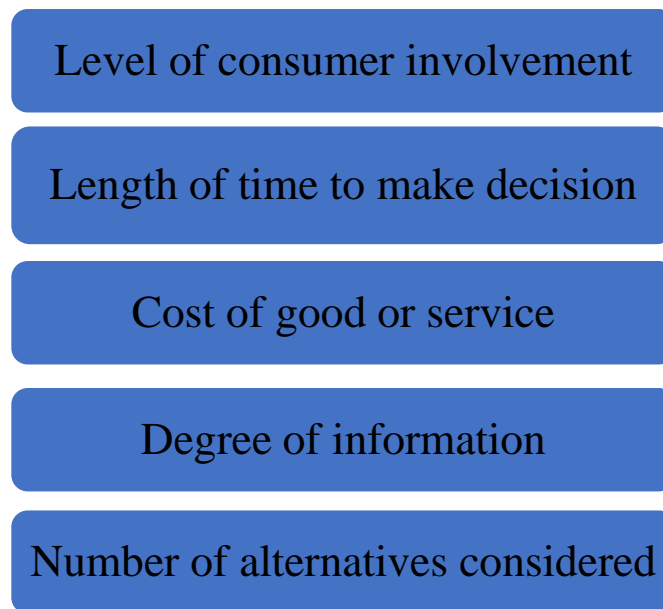 Level of consumer involvement
Length of time to make decision
Cost of good or service
Degree of information
Number of alternatives considered